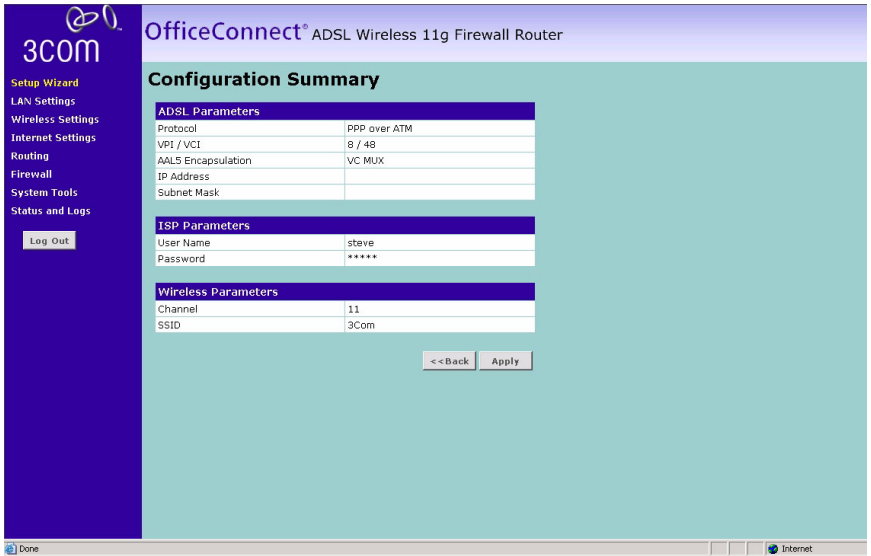 3COM
OfficeConnect® ADSL Wireless 11g Firewall Router
Setup Wizard
LAN Settings
Wireless Settings
Internet Settings
Routing
Firewall
System Tools
Status and Logs
Log Out
Configuration Summary
ADSL Parameters
Protocol PPP over ATM
VPI / VCI 8 / 48
AAL5 Encapsulation VC MUX
IP Address
Subnet Mask
ISP Parameters
User Name steve
Password *****
Wireless Parameters
Channel 11
SSID 3Com
<<Back Apply
Done Internet